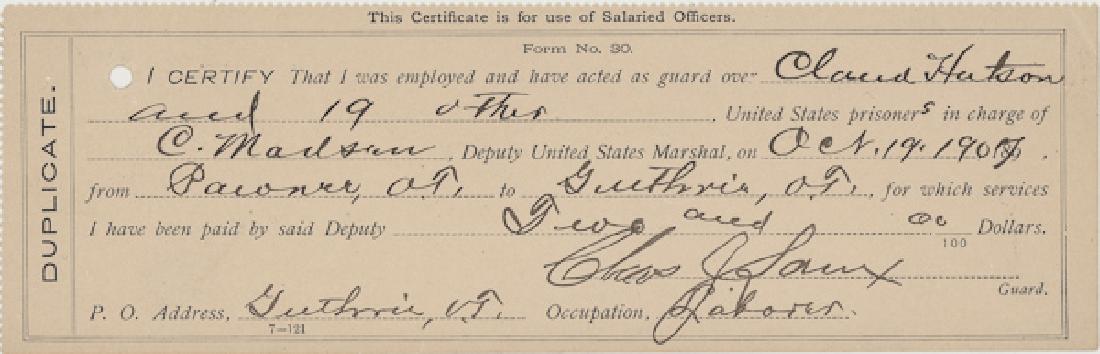 This Certificate is for use of Salaried Officers.
Form No. 30.
DUPLICATE.
I CERTIFY That I was employed and have acted as guard over Claud Hutson
and 19 other, United States prisoners in charge of
C. Madsen, Deputy United States Marshal, on Oct. 19. 1907.
from Pawnee, O.T. to Guthrie, O.T., for which services
I have been paid by said Deputy Two and 00/100 Dollars.
Chas J
Guard.
P. O. Address, Guthrie, O.T. Occupation, Laborer.
7—121